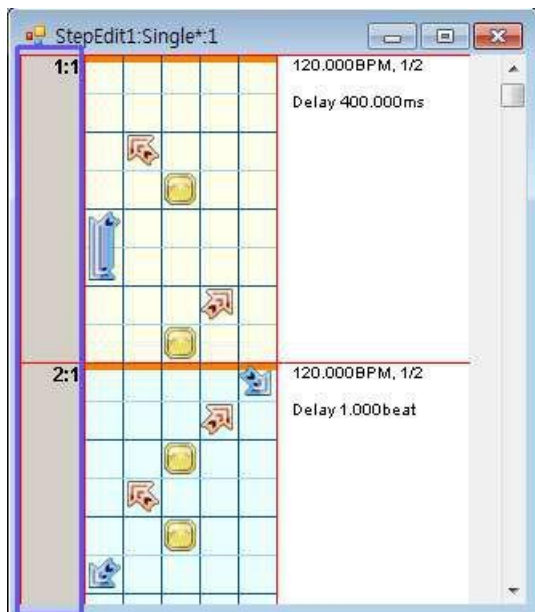 StepEdit1:Single*:1
1:1
120.000BPM, 1/2
Delay 400.000ms
2:1
120.000BPM, 1/2
Delay 1.000beat